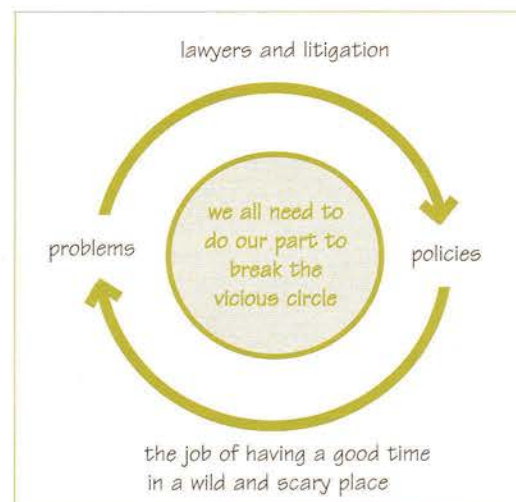 lawyers and litigation
problems
we all need to
do our part to
break the
vicious circle
policies
the job of having a good time
in a wild and scary place